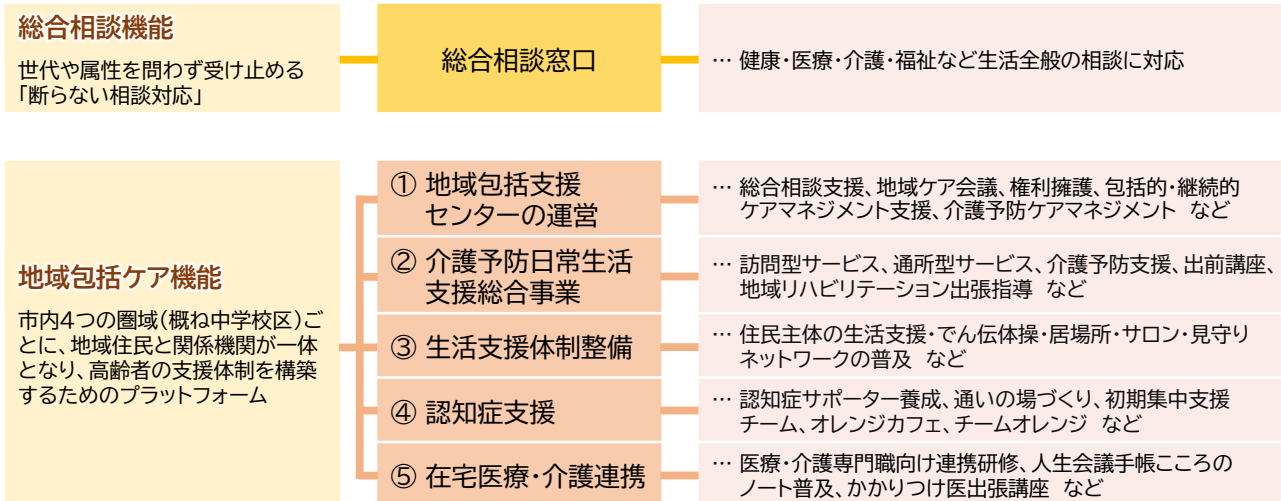 総合相談機能
世代や属性を問わず受け止める
「断らない相談対応」
総合相談窓口
… 健康・医療・介護・福祉など生活全般の相談に対応
地域包括ケア機能
市内4つの圏域(概ね中学校区)ご
とに、地域住民と関係機関が一体
となり、高齢者の支援体制を構築
するためのプラットフォーム
① 地域包括支援
センターの運営
… 総合相談支援、地域ケア会議、権利擁護、包括的・継続的
ケアマネジメント支援、介護予防ケアマネジメント など
② 介護予防日常生活
支援総合事業
… 訪問型サービス、通所型サービス、介護予防支援、出前講座、
地域リハビリテーション出張指導 など
③ 生活支援体制整備
… 住民主体の生活支援・でん伝体操・居場所・サロン・見守り
ネットワークの普及 など
④ 認知症支援
… 認知症サポーター養成、通いの場づくり、初期集中支援
チーム、オレンジカフェ、チームオレンジ など
⑤ 在宅医療・介護連携
… 医療・介護専門職向け連携研修、人生会議手帳こころの
ノート普及、かかりつけ医出張講座 など